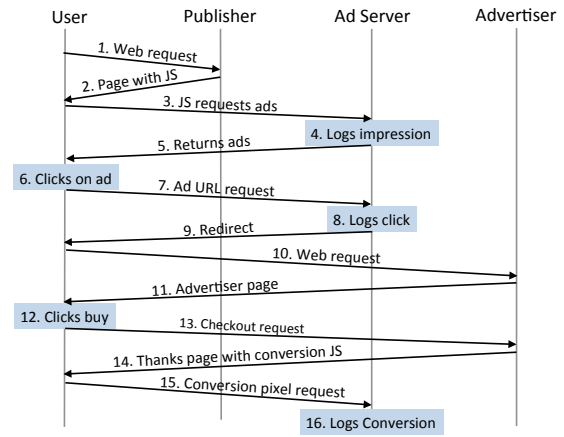 User
Publisher
Ad Server
Advertiser
1. Web request
2. Page with JS
3. JS requests ads
4. Logs impression
5. Returns ads
6. Clicks on ad
7. Ad URL request
8. Logs click
9. Redirect
10. Web request
11. Advertiser page
12. Clicks buy
13. Checkout request
14. Thanks page with conversion JS
15. Conversion pixel request
16. Logs Conversion